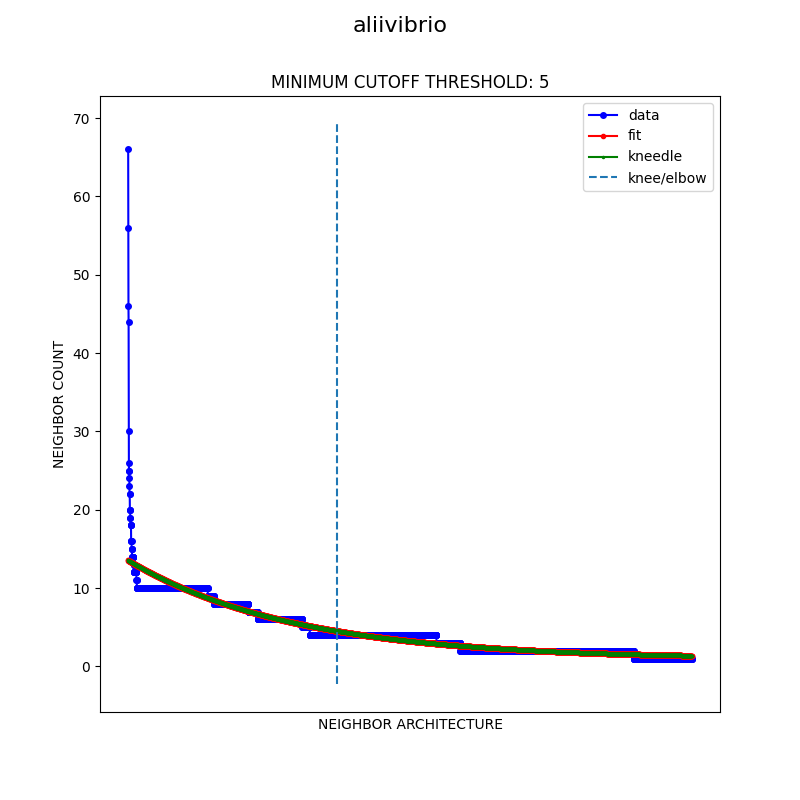 aliivibrio
MINIMUM CUTOFF THRESHOLD: 5
data
fit
kneedle
knee/elbow
70
60
50
40
30
20
10
0
NEIGHBOR COUNT
NEIGHBOR ARCHITECTURE